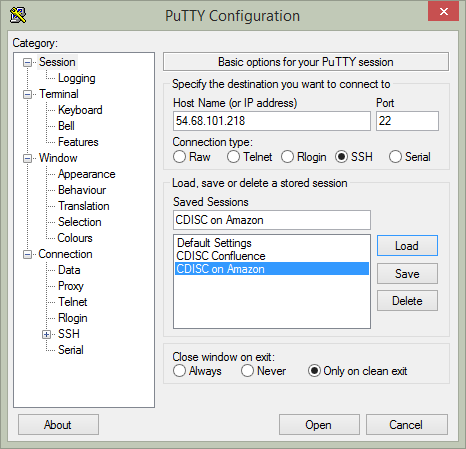 PuTTY Configuration
Category:
Session
Logging
Terminal
Keyboard
Bell
Features
Window
Appearance
Behaviour
Translation
Selection
Colours
Connection
Data
Proxy
Telnet
Rlogin
SSH
Serial
Basic options for your PuTTY session
Specify the destination you want to connect to
Host Name (or IP address) Port
54.68.101.218 22
Connection type:
Raw Telnet Rlogin SSH Serial
Load, save or delete a stored session
Saved Sessions
CDISC on Amazon
Default Settings
CDISC Confluence
CDISC on Amazon
Load
Save
Delete
Close window on exit:
Always Never Only on clean exit
About Open Cancel